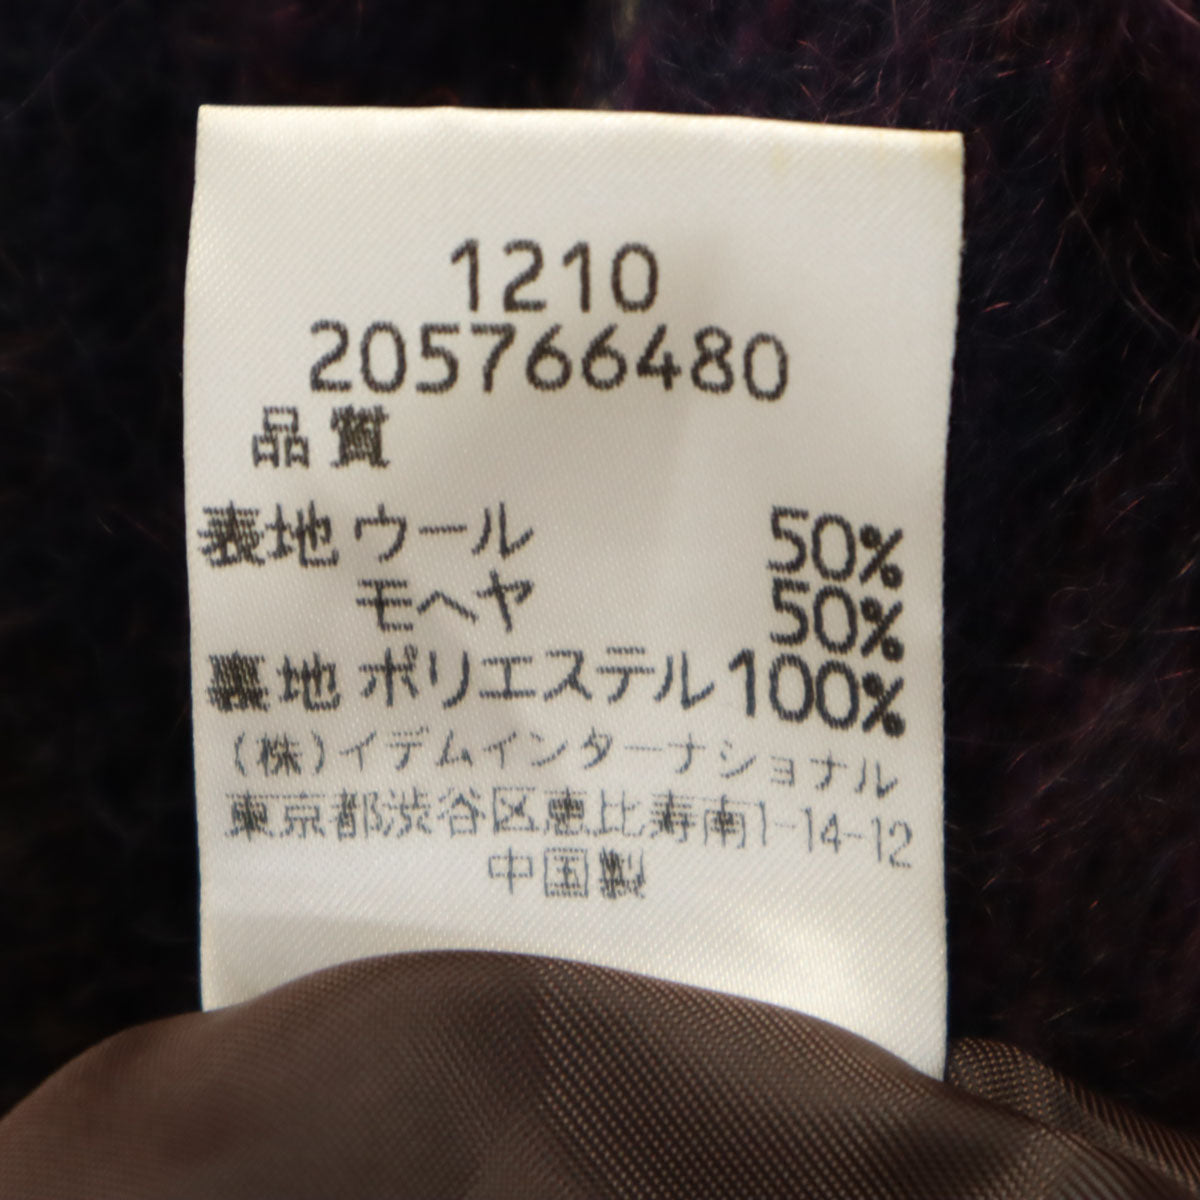 1210
205766480
品質
表地 ウール 50%
モヘヤ 50%
裏地 ポリエステル 100%
(株)イデムインターナショナル
東京都渋谷区恵比寿南1-14-12
中国製